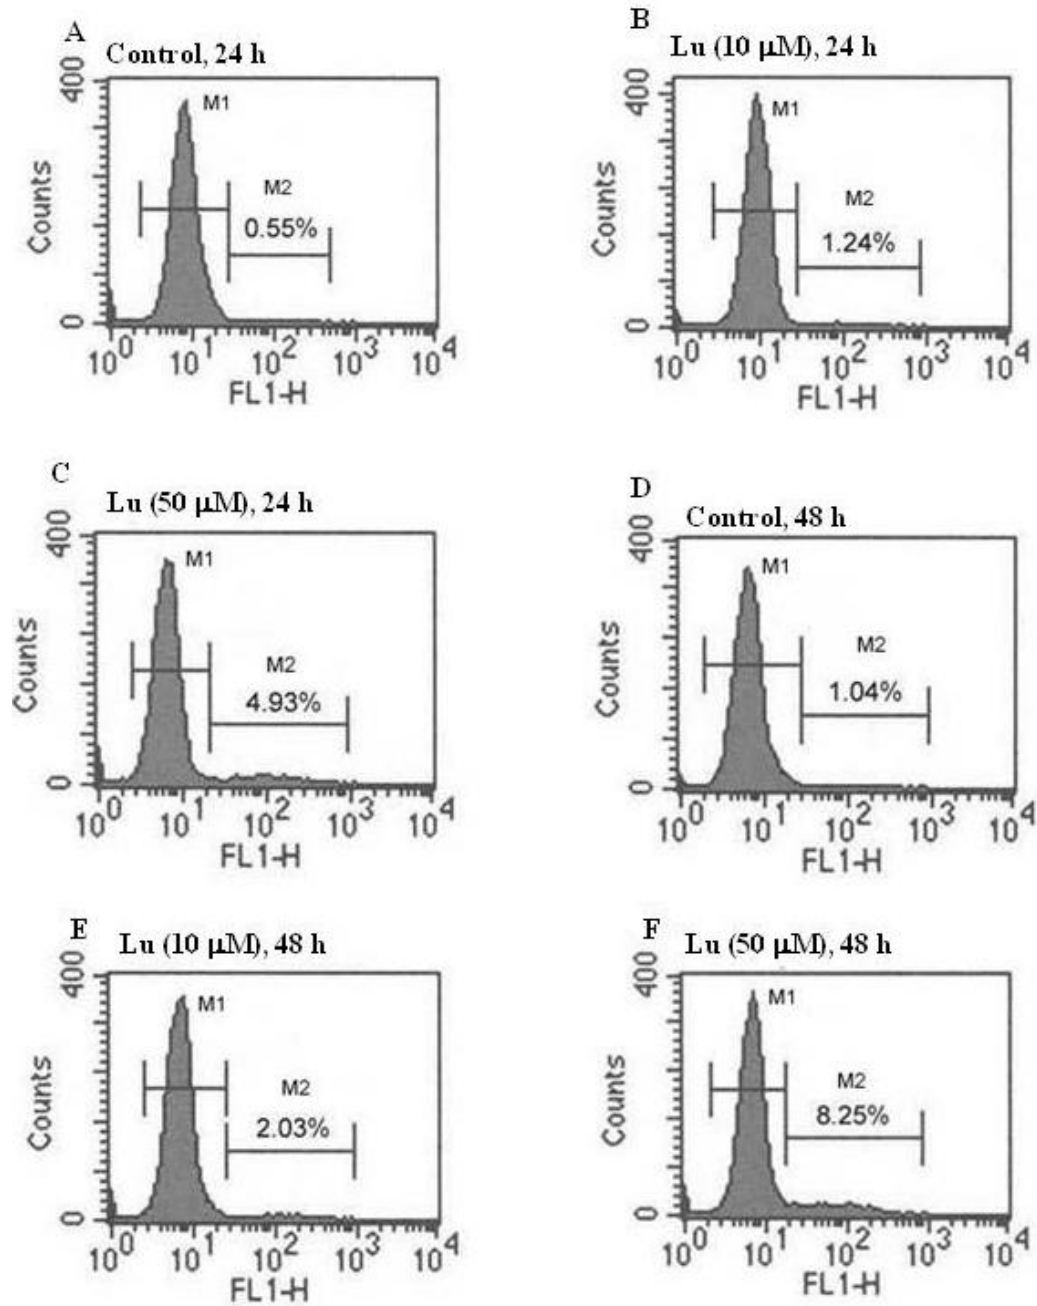 A
Control, 24 h
400
M1
M2
0.55%
Counts
0
10^0 10^1 10^2 10^3 10^4
FL1-H
B
Lu (10 μM), 24 h
400
M1
M2
1.24%
Counts
0
10^0 10^1 10^2 10^3 10^4
FL1-H
C
Lu (50 μM), 24 h
400
M1
M2
4.93%
Counts
0
10^0 10^1 10^2 10^3 10^4
FL1-H
D
Control, 48 h
400
M1
M2
1.04%
Counts
0
10^0 10^1 10^2 10^3 10^4
FL1-H
E
Lu (10 μM), 48 h
400
M1
M2
2.03%
Counts
0
10^0 10^1 10^2 10^3 10^4
FL1-H
F
Lu (50 μM), 48 h
400
M1
M2
8.25%
Counts
0
10^0 10^1 10^2 10^3 10^4
FL1-H